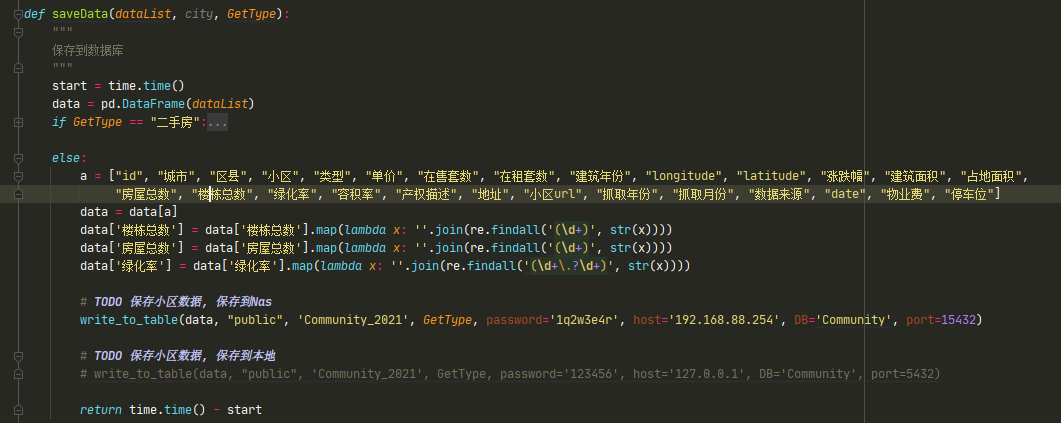 def saveData(dataList, city, GetType):
"""
保存到数据库
"""
start = time.time()
data = pd.DataFrame(dataList)
if GetType == "二手房":...
else:
a = ["id", "城市", "区县", "小区", "类型", "单价", "在售套数", "在租套数", "建筑年份", "longitude", "latitude", "涨跌幅", "建筑面积", "占地面积",
"房屋总数", "楼栋总数", "绿化率", "容积率", "产权描述", "地址", "小区url", "抓取年份", "抓取月份", "数据来源", "date", "物业费", "停车位"]
data = data[a]
data['楼栋总数'] = data['楼栋总数'].map(lambda x: ''.join(re.findall('(\d+)', str(x))))
data['房屋总数'] = data['房屋总数'].map(lambda x: ''.join(re.findall('(\d+)', str(x))))
data['绿化率'] = data['绿化率'].map(lambda x: ''.join(re.findall('(\d+\.?\d+)', str(x))))
# TODO 保存小区数据, 保存到Nas
write_to_table(data, "public", 'Community_2021', GetType, password='1q2w3e4r', host='192.168.88.254', DB='Community', port=15432)
# TODO 保存小区数据, 保存到本地
# write_to_table(data, "public", 'Community_2021', GetType, password='123456', host='127.0.0.1', DB='Community', port=5432)
return time.time() - start